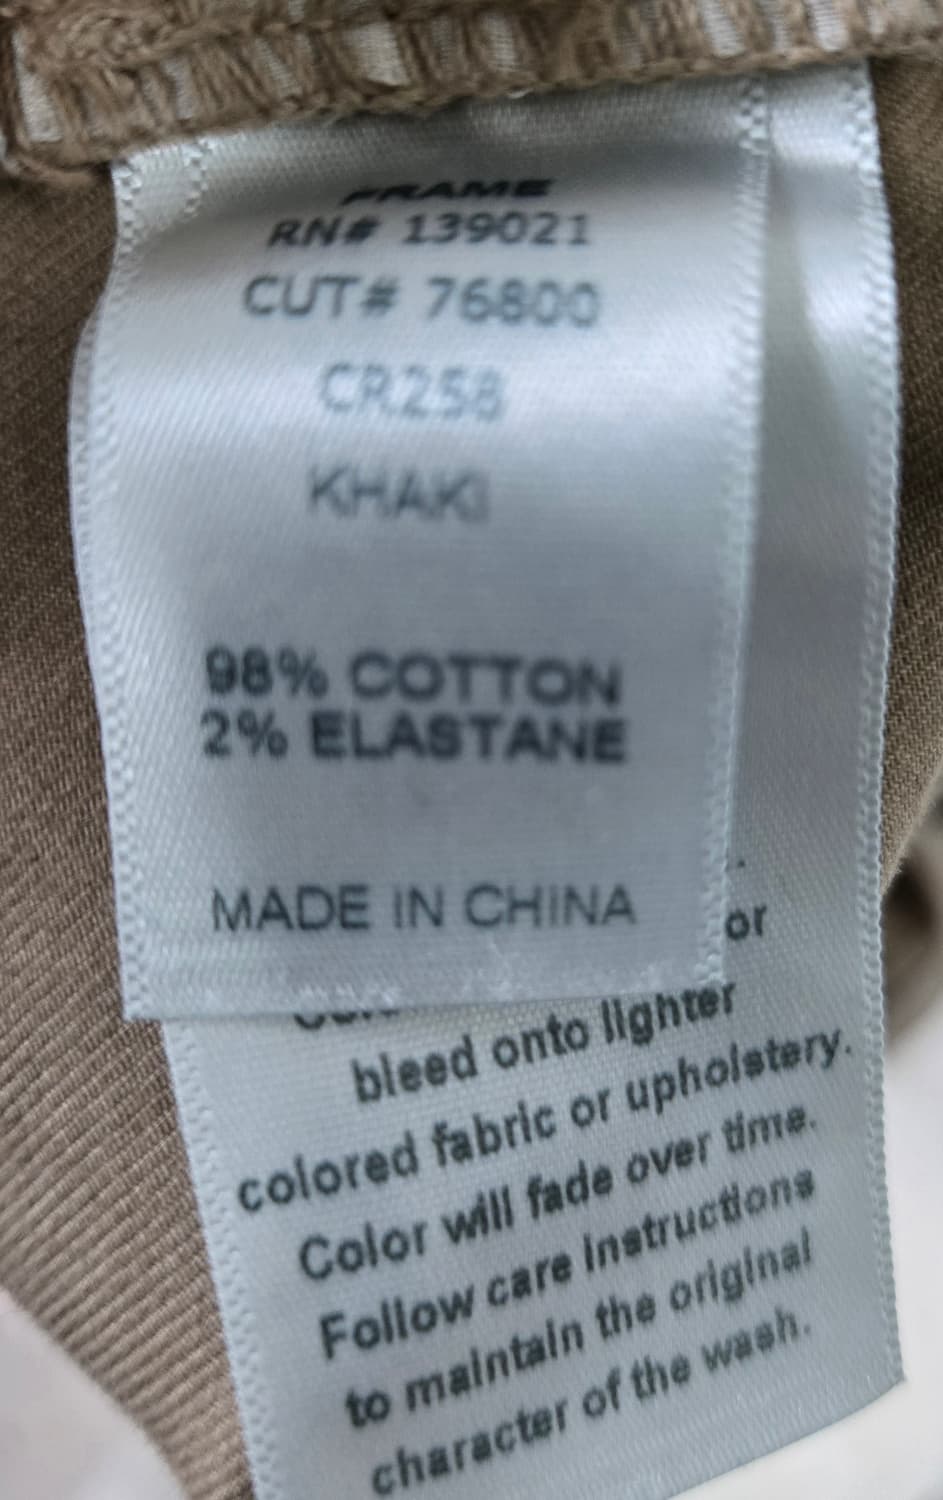 FRAME
RN# 139021
CUT# 76800
CR258
KHAKI
98% COTTON
2% ELASTANE
MADE IN CHINA
or
bleed onto lighter
colored fabric or upholstery.
Color will fade over time.
Follow care instructions
to maintain the original
character of the wash.